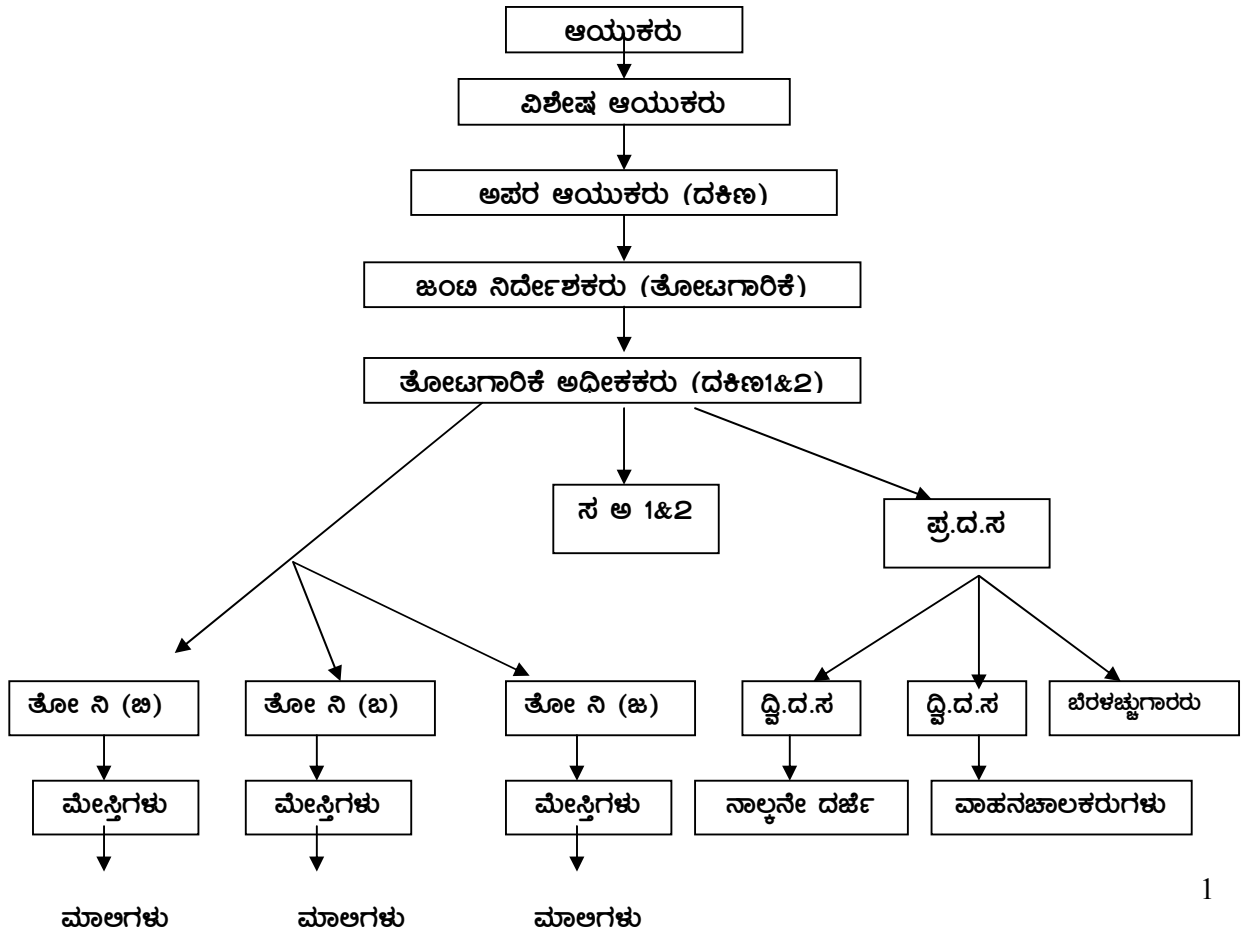 ಆಯುಕರು
ವಿಶೇಷ ಆಯುಕರು
ಅಪರ ಆಯುಕರು (ದಕಿಣ)
ಜಂಟಿ ನಿರ್ದೇಶಕರು (ತೋಟಗಾರಿಕೆ)
ತೋಟಗಾರಿಕೆ ಅಧೀಕಕರು (ದಕಿಣ1&2)
ಸ ಅ 1&2
ಪ್ರ.ದ.ಸ
ತೋ ನಿ (ಬಿ)
ತೋ ನಿ (ಬ)
ತೋ ನಿ (ಜ)
ದ್ವಿ.ದ.ಸ
ದ್ವಿ.ದ.ಸ
ಬೆರಳಚ್ಚುಗಾರರು
ಮೇಸ್ತಿಗಳು
ಮೇಸ್ತಿಗಳು
ಮೇಸ್ತಿಗಳು
ನಾಲ್ಕನೇ ದರ್ಜೆ
ವಾಹನಚಾಲಕರುಗಳು
ಮಾಲಿಗಳು
ಮಾಲಿಗಳು
ಮಾಲಿಗಳು
1